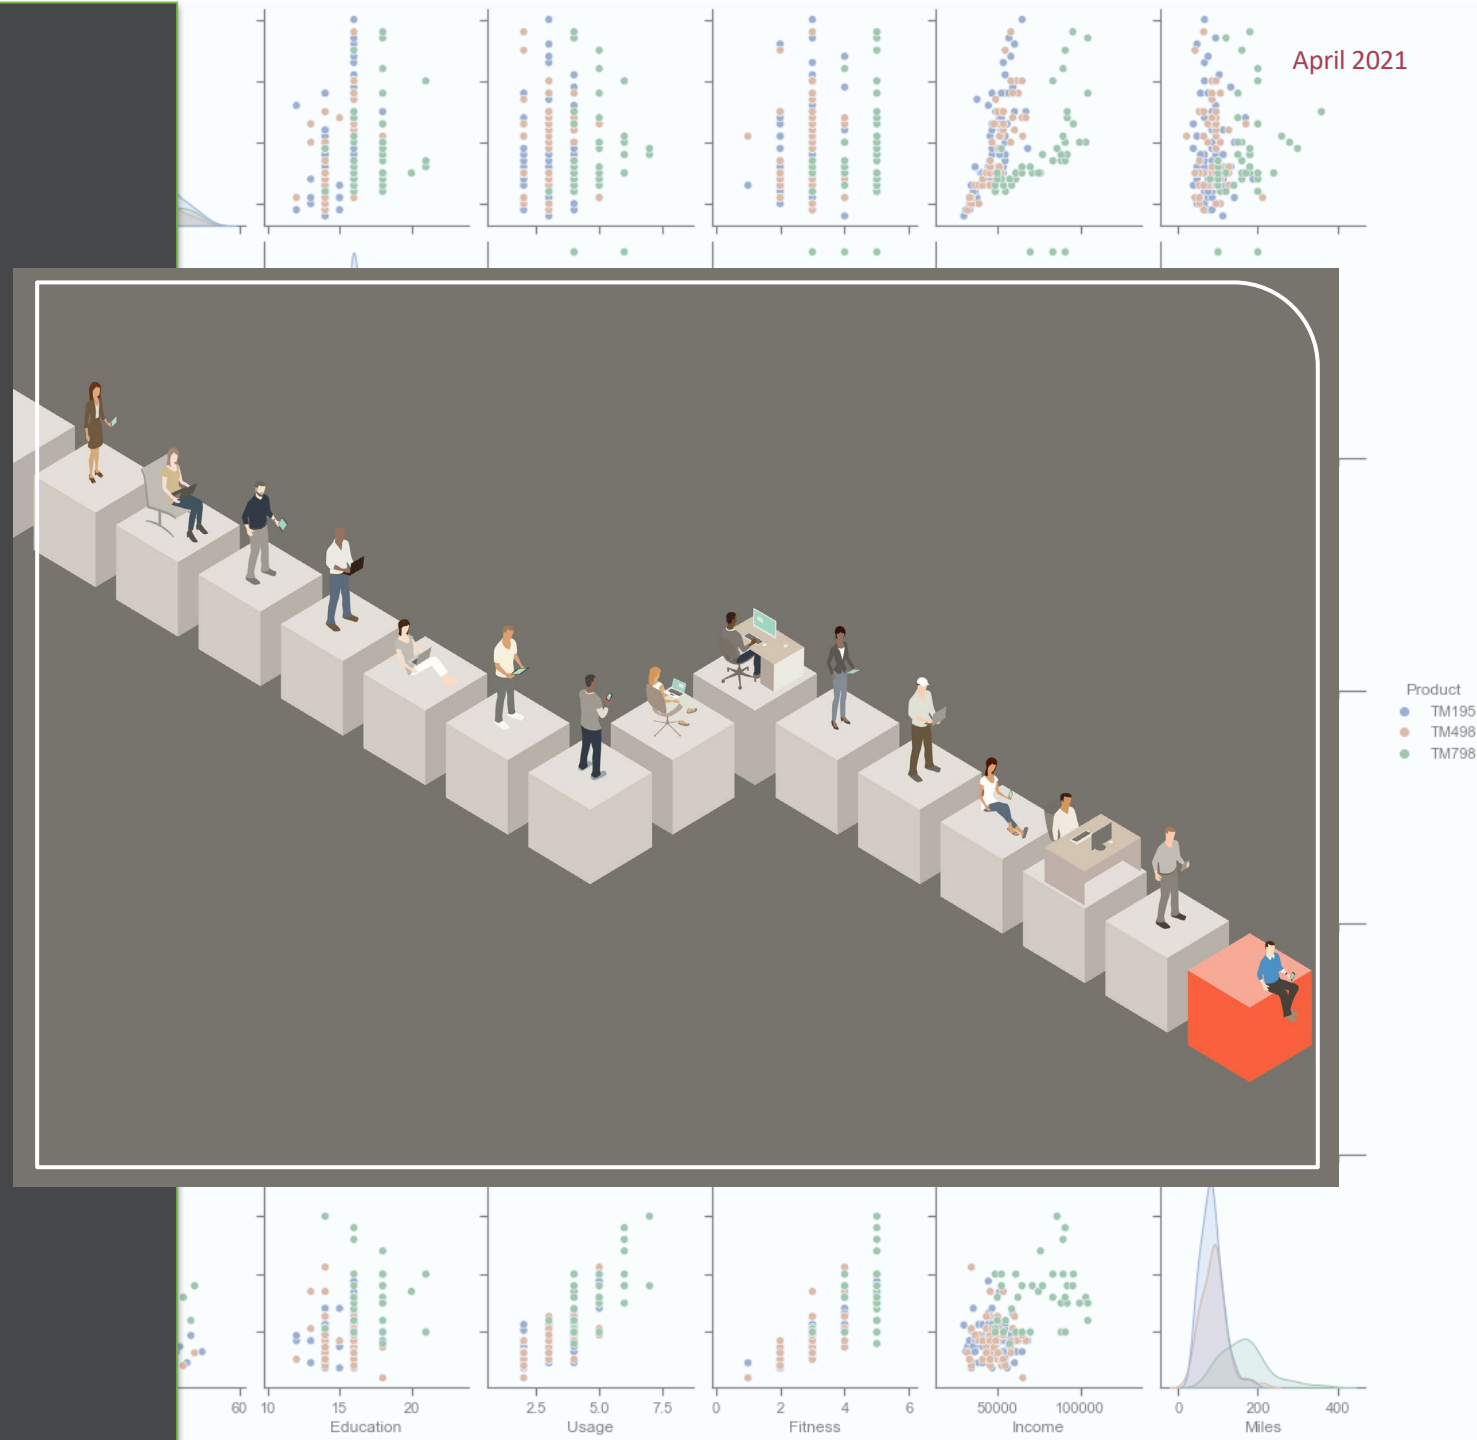 April 2021
Product
TM195
TM498
TM798
60 10 15 20 2.5 5.0 7.5 0 2 4 6 50000 100000 0 200 400
Education Usage Fitness Income Miles